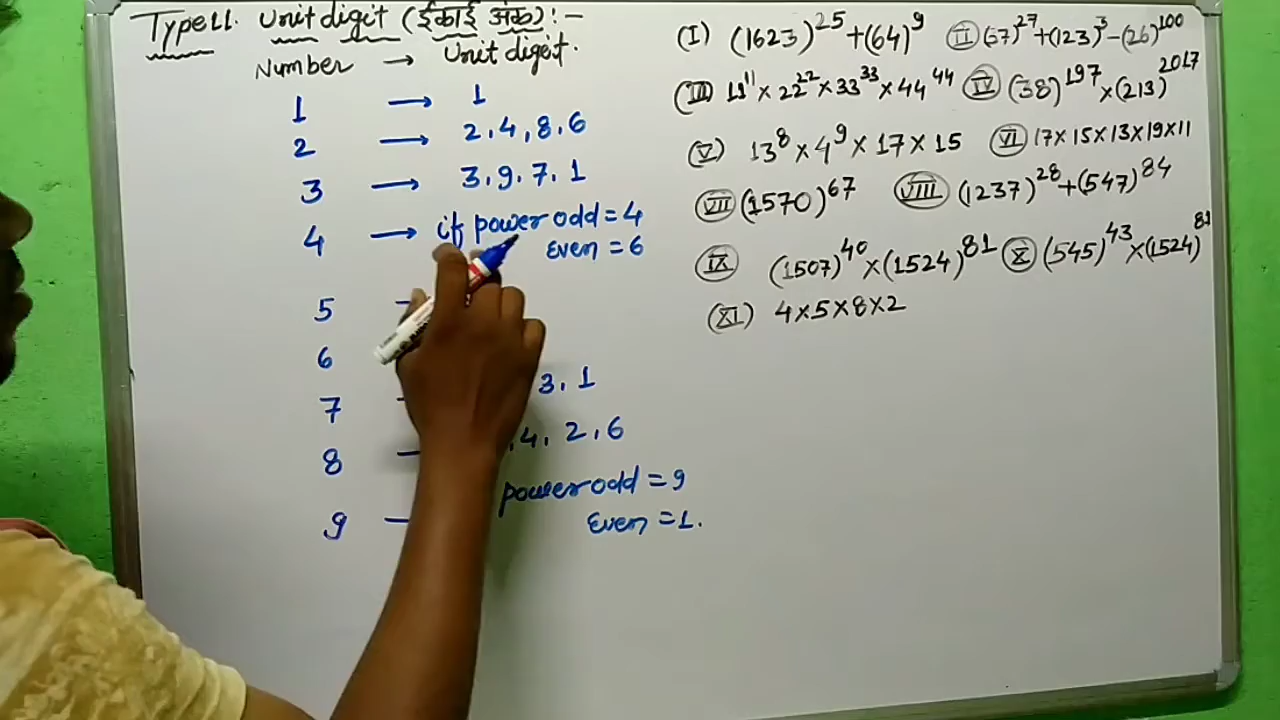 Type 11. Unit digit (ईकाई अंक) :-
Number → Unit digit.
1 → 1
2 → 2, 4, 8, 6
3 → 3, 9, 7, 1
4 → if power odd = 4
Even = 6
5
6
7 3, 1
8 4, 2, 6
9 power odd = 9
Even = 1.
(I) (1623)^25 + (64)^9 (II) (57)^27 + (123)^3 - (26)^100
(III) 11^11 × 22^22 × 33^33 × 44^44 (IV) (38)^197 × (213)^2017
(V) 13^8 × 4^9 × 17 × 15 (VI) 17 × 15 × 13 × 19 × 11
(VII) (1570)^67 (VIII) (1237)^28 + (547)^84
(IX) (1507)^40 × (1524)^81 (X) (545)^43 × (1524)^81
(XI) 4 × 5 × 8 × 2